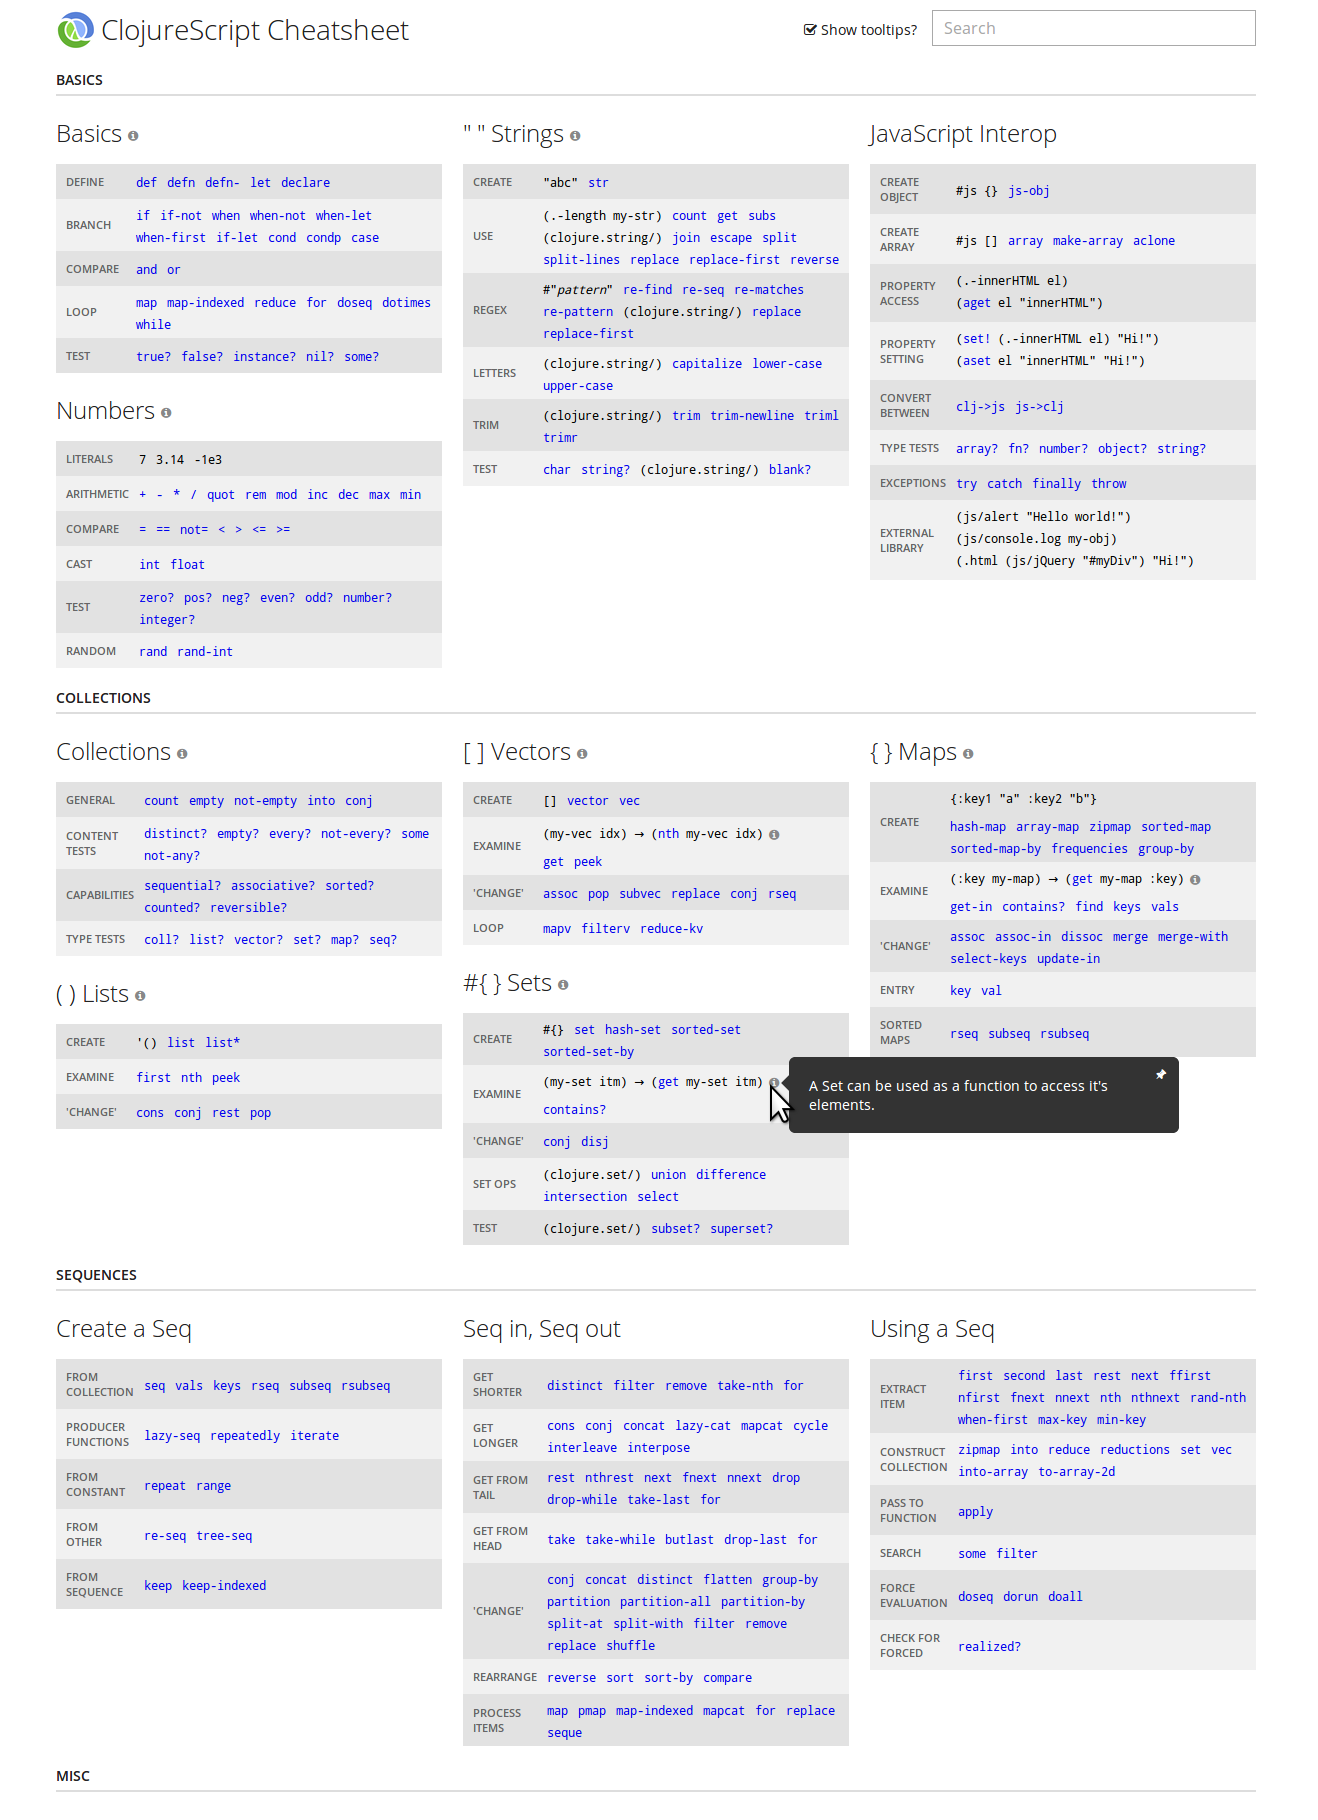 ClojureScript Cheatsheet
Show tooltips?
Search
BASICS
Basics
DEFINE def defn defn- let declare
BRANCH if if-not when when-not when-let
when-first if-let cond condp case
COMPARE and or
LOOP map map-indexed reduce for doseq dotimes
while
TEST true? false? instance? nil? some?
Numbers
LITERALS 7 3.14 -1e3
ARITHMETIC + - * / quot rem mod inc dec max min
COMPARE = == not= < > <= >=
CAST int float
TEST zero? pos? neg? even? odd? number?
integer?
RANDOM rand rand-int
" " Strings
CREATE "abc" str
USE (.-length my-str) count get subs
(clojure.string/) join escape split
split-lines replace replace-first reverse
REGEX #"pattern" re-find re-seq re-matches
re-pattern (clojure.string/) replace
replace-first
LETTERS (clojure.string/) capitalize lower-case
upper-case
TRIM (clojure.string/) trim trim-newline triml
trimr
TEST char string? (clojure.string/) blank?
JavaScript Interop
CREATE
OBJECT
#js {} js-obj
CREATE
ARRAY
#js [] array make-array aclone
PROPERTY
ACCESS
(.-innerHTML el)
(aget el "innerHTML")
PROPERTY
SETTING
(set! (.-innerHTML el) "Hi!")
(aset el "innerHTML" "Hi!")
CONVERT
BETWEEN
clj->js js->clj
TYPE TESTS array? fn? number? object? string?
EXCEPTIONS try catch finally throw
EXTERNAL
LIBRARY
(js/alert "Hello world!")
(js/console.log my-obj)
(.html (js/jQuery "#myDiv") "Hi!")
COLLECTIONS
Collections
GENERAL count empty not-empty into conj
CONTENT
TESTS
distinct? empty? every? not-every? some
not-any?
CAPABILITIES sequential? associative? sorted?
counted? reversible?
TYPE TESTS coll? list? vector? set? map? seq?
( ) Lists
CREATE '() list list*
EXAMINE first nth peek
'CHANGE' cons conj rest pop
[ ] Vectors
CREATE [] vector vec
EXAMINE (my-vec idx) → (nth my-vec idx)
get peek
'CHANGE' assoc pop subvec replace conj rseq
LOOP mapv filterv reduce-kv
#{ } Sets
CREATE #{} set hash-set sorted-set
sorted-set-by
EXAMINE (my-set itm) → (get my-set itm)
contains?
A Set can be used as a function to access it's
elements.
'CHANGE' conj disj
SET OPS (clojure.set/) union difference
intersection select
TEST (clojure.set/) subset? superset?
{ } Maps
CREATE {:key1 "a" :key2 "b"}
hash-map array-map zipmap sorted-map
sorted-map-by frequencies group-by
EXAMINE (:key my-map) → (get my-map :key)
get-in contains? find keys vals
'CHANGE' assoc assoc-in dissoc merge merge-with
select-keys update-in
ENTRY key val
SORTED
MAPS
rseq subseq rsubseq
SEQUENCES
Create a Seq
FROM
COLLECTION
seq vals keys rseq subseq rsubseq
PRODUCER
FUNCTIONS
lazy-seq repeatedly iterate
FROM
CONSTANT
repeat range
FROM
OTHER
re-seq tree-seq
FROM
SEQUENCE
keep keep-indexed
Seq in, Seq out
GET
SHORTER
distinct filter remove take-nth for
GET
LONGER
cons conj concat lazy-cat mapcat cycle
interleave interpose
GET FROM
TAIL
rest nthrest next fnext nnext drop
drop-while take-last for
GET FROM
HEAD
take take-while butlast drop-last for
'CHANGE' conj concat distinct flatten group-by
partition partition-all partition-by
split-at split-with filter remove
replace shuffle
REARRANGE reverse sort sort-by compare
PROCESS
ITEMS
map pmap map-indexed mapcat for replace
seque
Using a Seq
EXTRACT
ITEM
first second last rest next ffirst
nfirst fnext nnext nth nthnext rand-nth
when-first max-key min-key
CONSTRUCT
COLLECTION
zipmap into reduce reductions set vec
into-array to-array-2d
PASS TO
FUNCTION
apply
SEARCH some filter
FORCE
EVALUATION
doseq dorun doall
CHECK FOR
FORCED
realized?
MISC